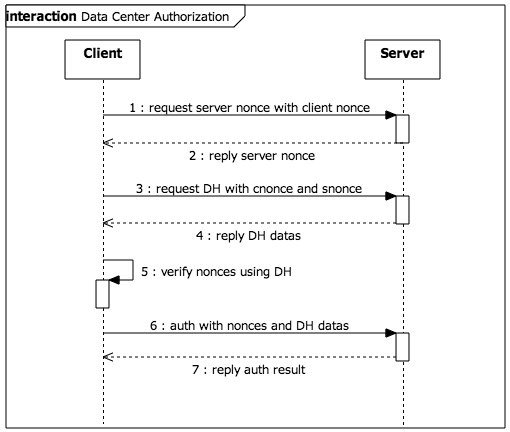 interaction Data Center Authorization
Client
Server
1 : request server nonce with client nonce
2 : reply server nonce
3 : request DH with cnonce and snonce
4 : reply DH datas
5 : verify nonces using DH
6 : auth with nonces and DH datas
7 : reply auth result